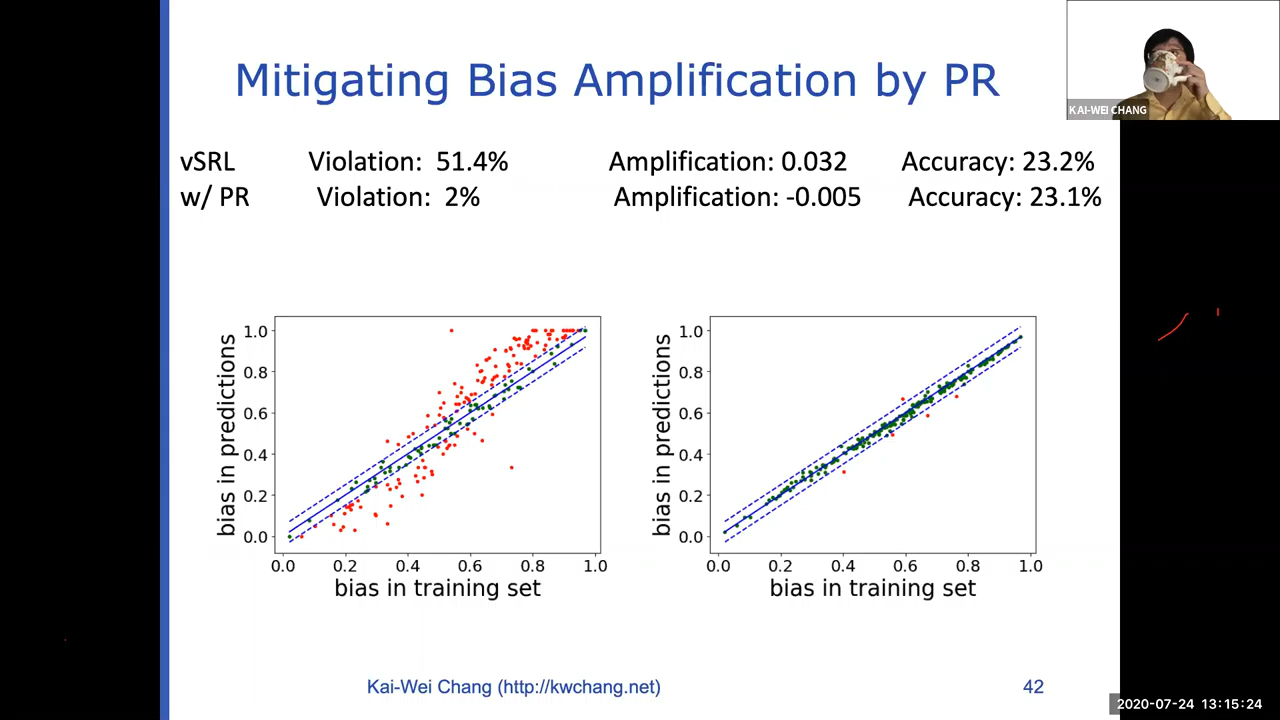 Mitigating Bias Amplification by PR
KAI-WEI CHANG
vSRL Violation: 51.4% Amplification: 0.032 Accuracy: 23.2%
w/ PR Violation: 2% Amplification: -0.005 Accuracy: 23.1%
bias in predictions
1.0
0.8
0.6
0.4
0.2
0.0
0.0 0.2 0.4 0.6 0.8 1.0
bias in training set
bias in predictions
1.0
0.8
0.6
0.4
0.2
0.0
0.0 0.2 0.4 0.6 0.8 1.0
bias in training set
Kai-Wei Chang (http://kwchang.net)
42
2020-07-24 13:15:24